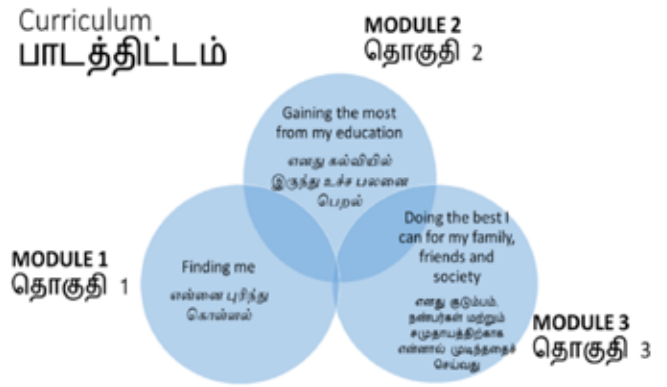 Curriculum
பாடத்திட்டம்
MODULE 2
தொகுதி 2
Gaining the most
from my education
எனது கல்வியில்
இருந்து உச்ச பலனை
பெறல்
MODULE 1
தொகுதி 1
Finding me
என்னை புரிந்து
கொள்ளல்
Doing the best I
can for my family,
friends and
society
எனது குடும்பம்,
நண்பர்கள் மற்றும்
சமுதாயத்திற்காக
என்னால் முடிந்ததைச்
செய்வது
MODULE 3
தொகுதி 3